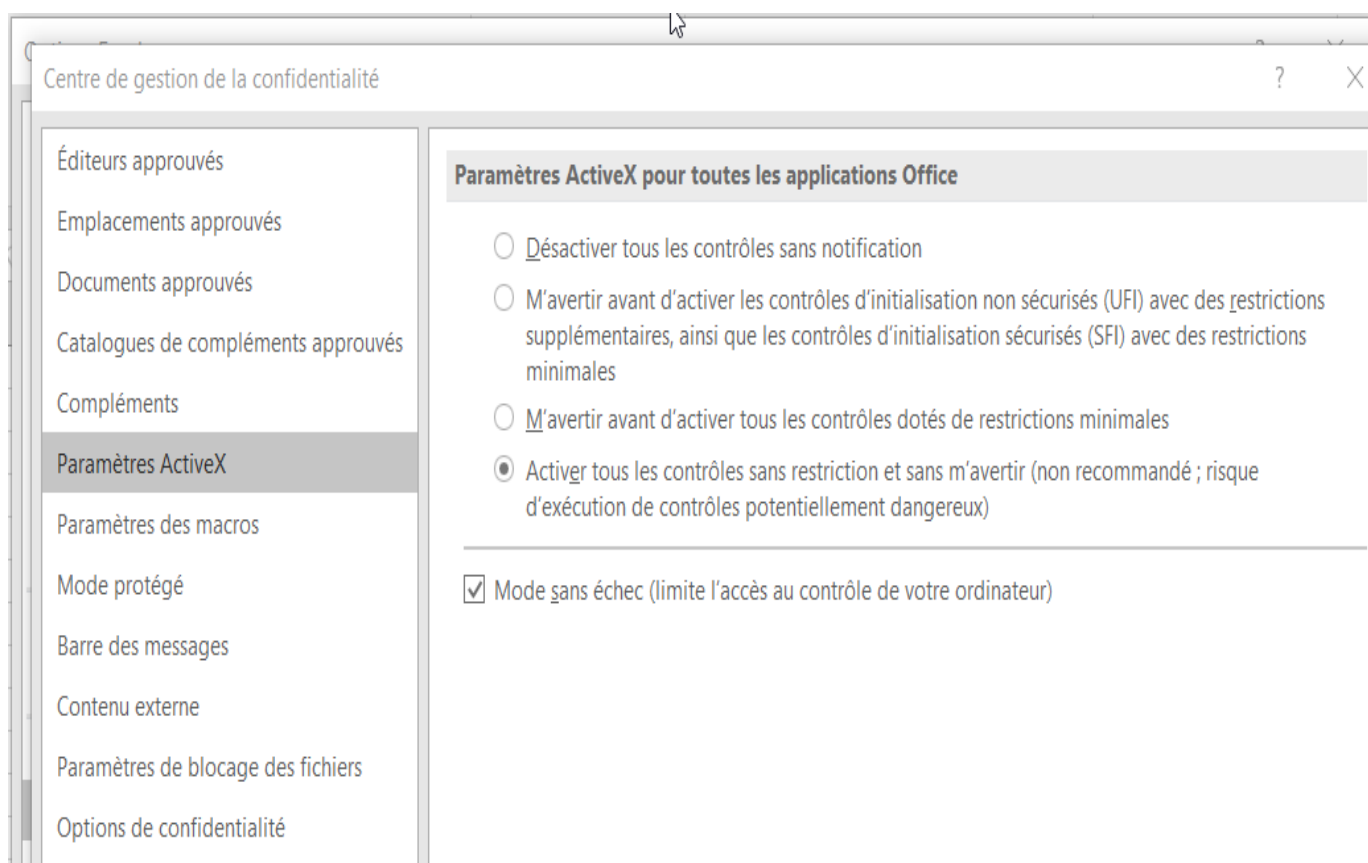 Centre de gestion de la confidentialité
Éditeurs approuvés
Emplacements approuvés
Documents approuvés
Catalogues de compléments approuvés
Compléments
Paramètres ActiveX
Paramètres des macros
Mode protégé
Barre des messages
Contenu externe
Paramètres de blocage des fichiers
Options de confidentialité
Paramètres ActiveX pour toutes les applications Office
Désactiver tous les contrôles sans notification
M'avertir avant d'activer les contrôles d'initialisation non sécurisés (UFI) avec des restrictions
supplémentaires, ainsi que les contrôles d'initialisation sécurisés (SFI) avec des restrictions
minimales
M'avertir avant d'activer tous les contrôles dotés de restrictions minimales
Activer tous les contrôles sans restriction et sans m'avertir (non recommandé ; risque
d'exécution de contrôles potentiellement dangereux)
Mode sans échec (limite l'accès au contrôle de votre ordinateur)